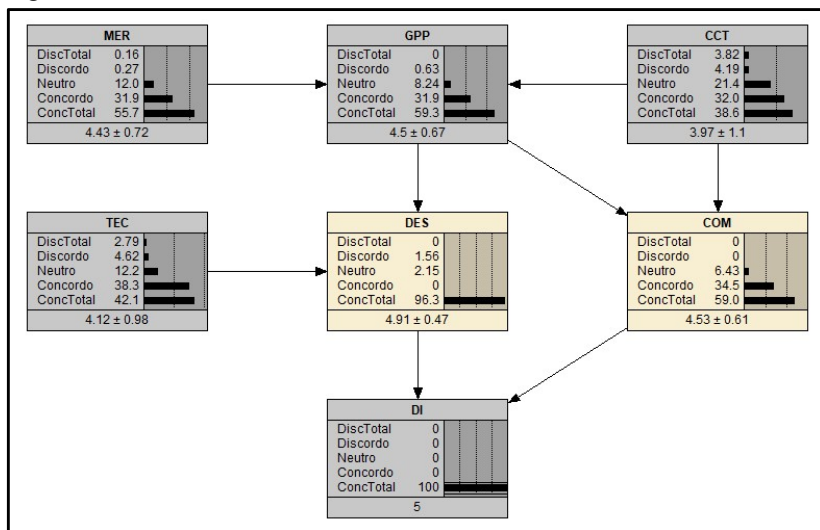 MER
DiscTotal 0.16
Discordo 0.27
Neutro 12.0
Concordo 31.9
ConcTotal 55.7
4.43 ± 0.72
GPP
DiscTotal 0
Discordo 0.63
Neutro 8.24
Concordo 31.9
ConcTotal 59.3
4.5 ± 0.67
CCT
DiscTotal 3.82
Discordo 4.19
Neutro 21.4
Concordo 32.0
ConcTotal 38.6
3.97 ± 1.1
TEC
DiscTotal 2.79
Discordo 4.62
Neutro 12.2
Concordo 38.3
ConcTotal 42.1
4.12 ± 0.98
DES
DiscTotal 0
Discordo 1.56
Neutro 2.15
Concordo 0
ConcTotal 96.3
4.91 ± 0.47
COM
DiscTotal 0
Discordo 0
Neutro 6.43
Concordo 34.5
ConcTotal 59.0
4.53 ± 0.61
DI
DiscTotal 0
Discordo 0
Neutro 0
Concordo 0
ConcTotal 100
5